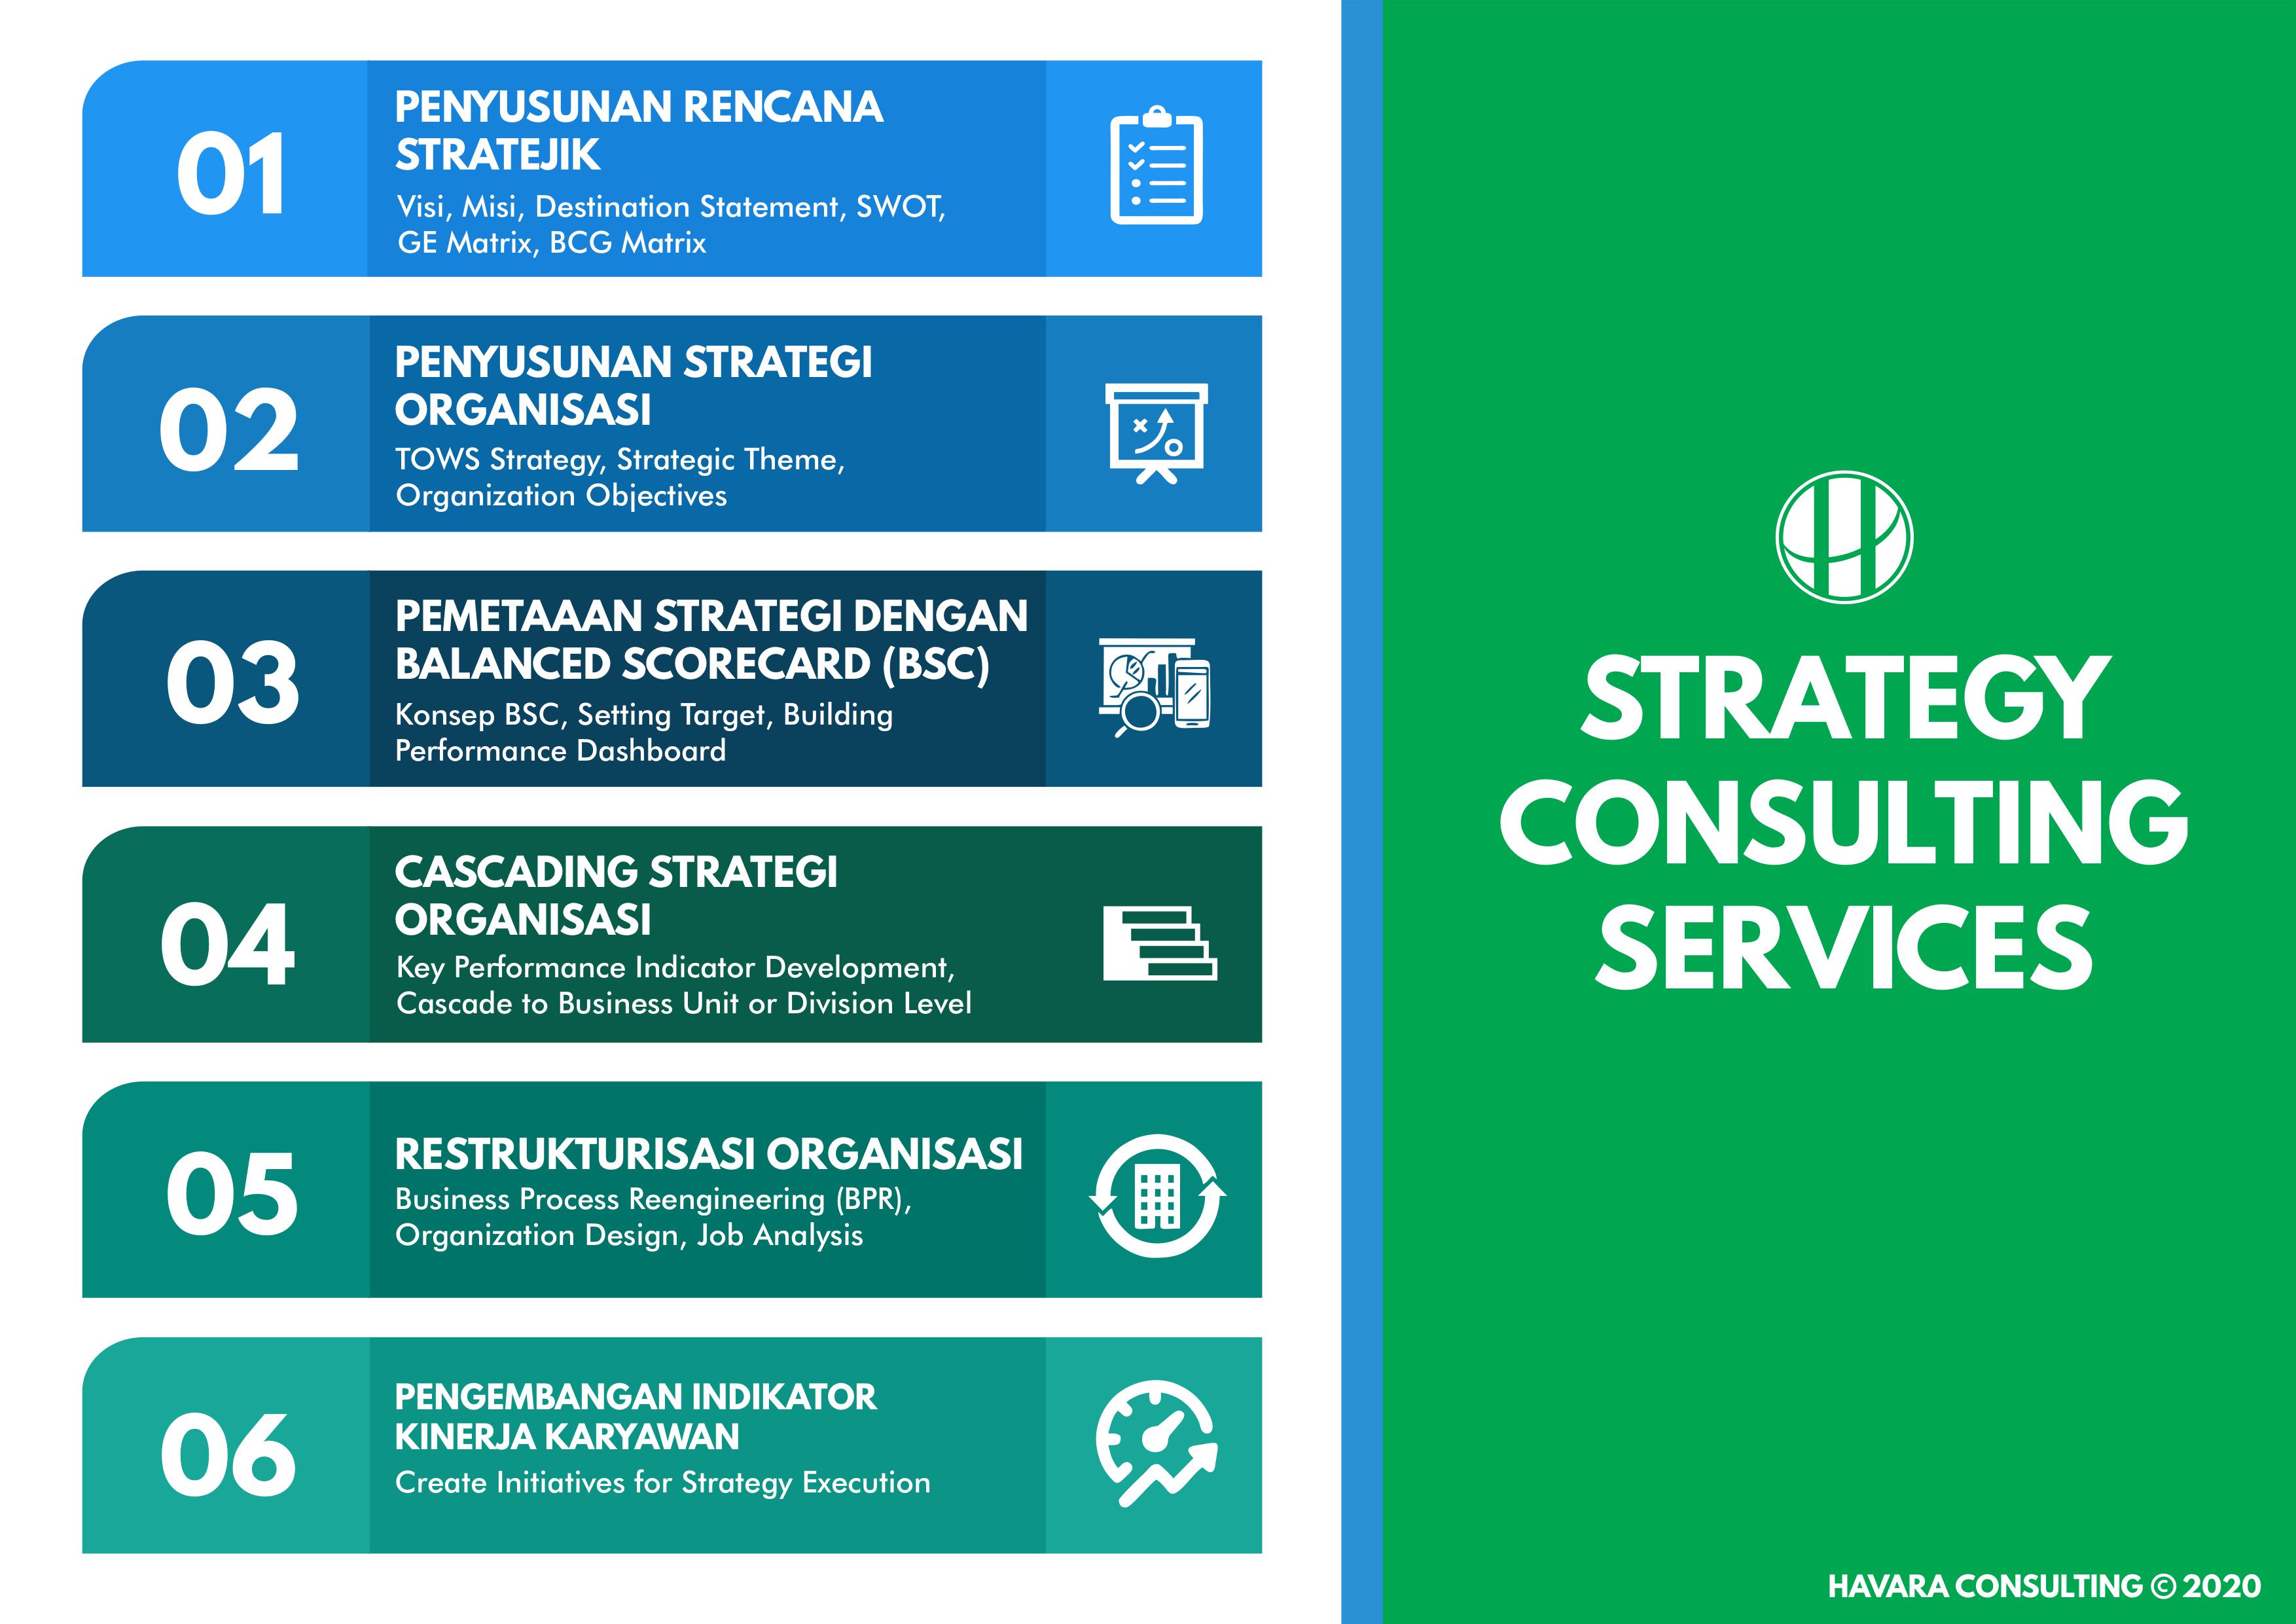 01
PENYUSUNAN RENCANA
STRATEJIK
Visi, Misi, Destination Statement, SWOT,
GE Matrix, BCG Matrix
02
PENYUSUNAN STRATEGI
ORGANISASI
TOWS Strategy, Strategic Theme,
Organization Objectives
03
PEMETAAAN STRATEGI DENGAN
BALANCED SCORECARD (BSC)
Konsep BSC, Setting Target, Building
Performance Dashboard
04
CASCADING STRATEGI
ORGANISASI
Key Performance Indicator Development,
Cascade to Business Unit or Division Level
05
RESTRUKTURISASI ORGANISASI
Business Process Reengineering (BPR),
Organization Design, Job Analysis
06
PENGEMBANGAN INDIKATOR
KINERJA KARYAWAN
Create Initiatives for Strategy Execution
H
STRATEGY
CONSULTING
SERVICES
HAVARA CONSULTING © 2020